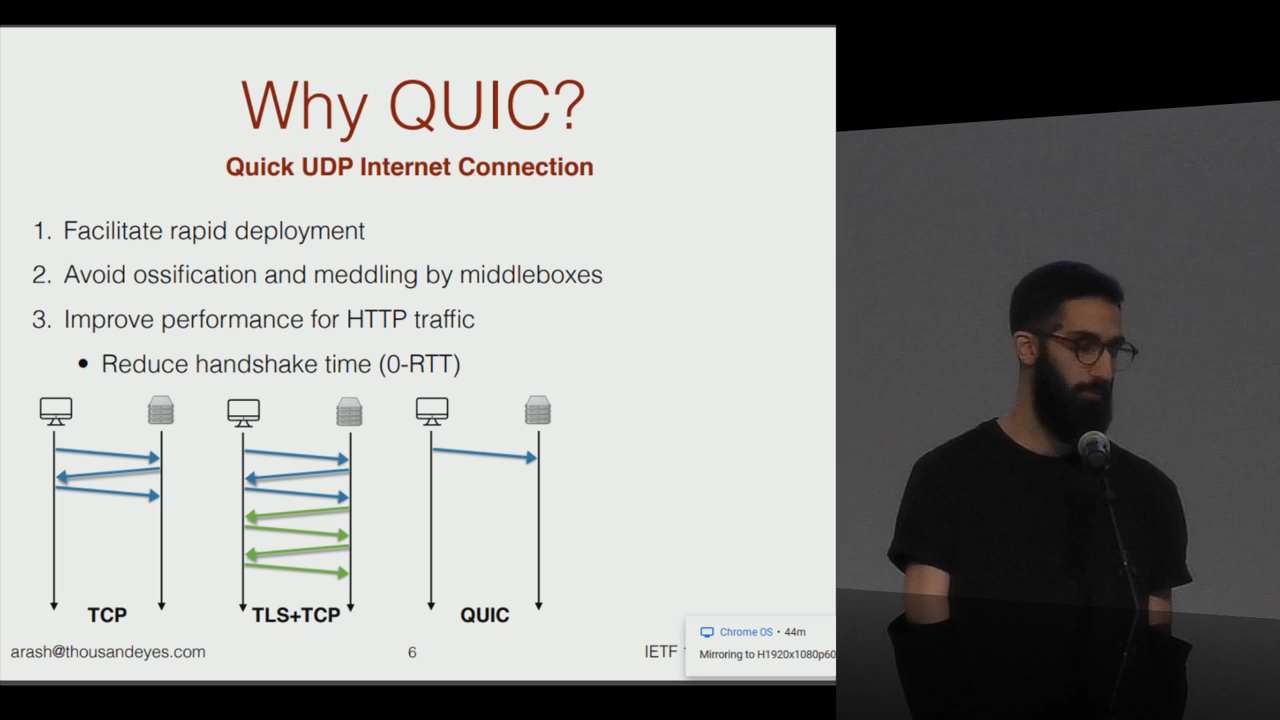 Why QUIC?
Quick UDP Internet Connection
1. Facilitate rapid deployment
2. Avoid ossification and meddling by middleboxes
3. Improve performance for HTTP traffic
• Reduce handshake time (0-RTT)
TCP
TLS+TCP
QUIC
arash@thousandeyes.com
6
IETF
Chrome OS • 44m
Mirroring to H1920x1080p60